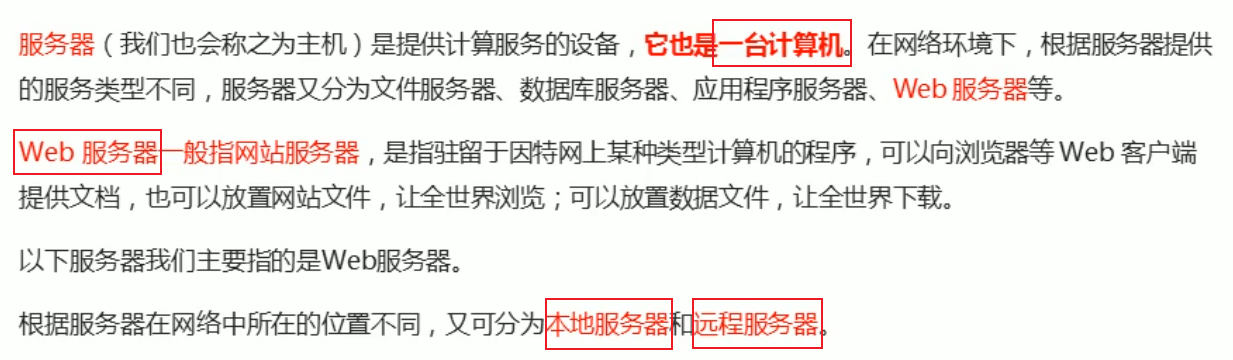 服务器（我们也会称之为主机）是提供计算服务的设备，它也是一台计算机。在网络环境下，根据服务器提供
的服务类型不同，服务器又分为文件服务器、数据库服务器、应用程序服务器、Web 服务器等。
Web 服务器一般指网站服务器，是指驻留于因特网上某种类型计算机的程序，可以向浏览器等 Web 客户端
提供文档，也可以放置网站文件，让全世界浏览；可以放置数据文件，让全世界下载。
以下服务器我们主要指的是Web服务器。
根据服务器在网络中所在的位置不同，又可分为本地服务器和远程服务器。